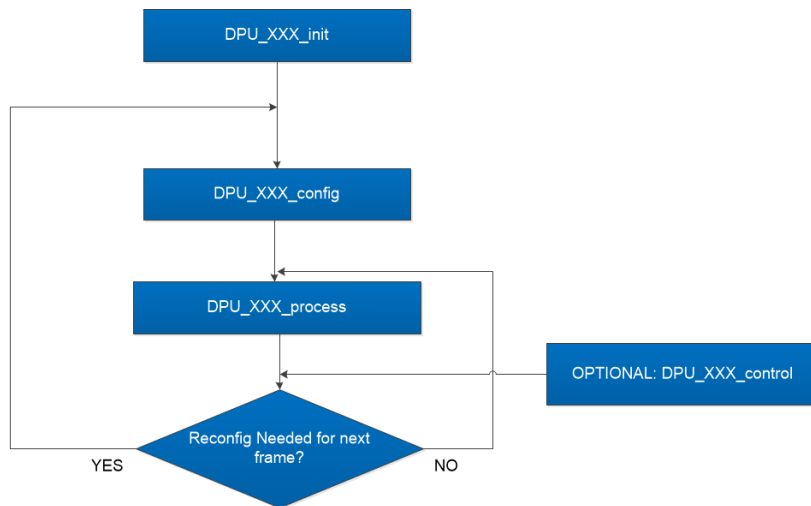 DPU_XXX_init
DPU_XXX_config
DPU_XXX_process
OPTIONAL: DPU_XXX_control
Reconfig Needed for next
frame?
YES
NO